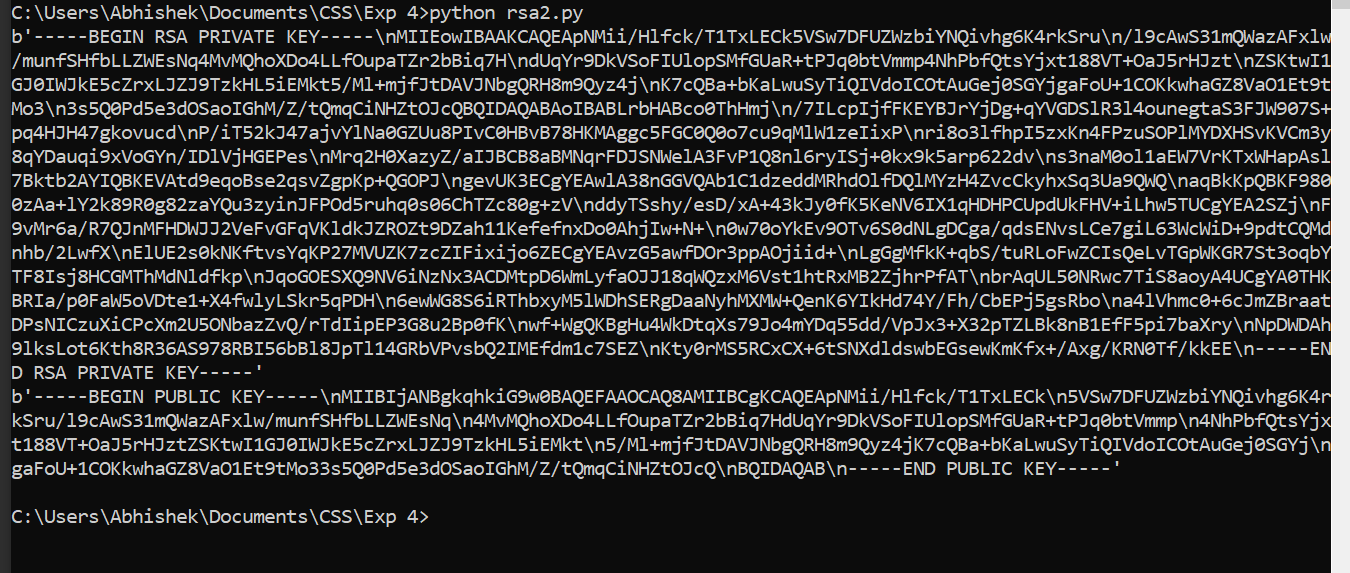 C:\Users\Abhishek\Documents\CSS\Exp 4>python rsa2.py
b'-----BEGIN RSA PRIVATE KEY-----\nMIIEowIBAAKCAQEApNMii/Hlfck/T1TxLECk5VSw7DFUZWzbiYNQivhg6K4rkSru\n/l9cAwS31mQWazAFxlw
/munfSHfbLLZWEsNq4MvMQhoXDo4LLfOupaTZr2bBiq7H\ndUqYr9DkVSoFIUlopSMfGUaR+tPJq0btVmmp4NhPbfQtsYjxt188VT+OaJ5rHJzt\nZSKtwI1
GJ0IWJkE5cZrxLJZJ9TzkHL5iEMkt5/Ml+mjfJtDAVJNbgQRH8m9Qyz4j\nK7cQBa+bKaLwuSyTiQIVdoICOtAuGej0SGYjgaFoU+1COKkwhaGZ8VaO1Et9t
Mo3\n3s5Q0Pd5e3dOSaoIGhM/Z/tQmqCiNHZtOJcQBQIDAQABAoIBABLrbHABco0ThHmj\n/7ILcpIjfFKEYBJrYjDg+qYVGDSlR3l4ounegtaS3FJW907S+
pq4HJH47gkovucd\nP/iT52kJ47ajvYlNa0GZUu8PIvC0HBvB78HKMAggc5FGC0Q0o7cu9qMlW1zeIixP\nri8o3lfhpI5zxKn4FPzuSOPlMYDXHSvKVCm3y
8qYDauqi9xVoGYn/IDlVjHGEPes\nMrq2H0XazyZ/aIJBCB8aBMNqrFDJSNWelA3FvP1Q8nl6ryISj+0kx9k5arp622dv\ns3naM0ol1aEW7VrKTxWHapAsl
7Bktb2AYIQBKEVAtd9eqoBse2qsvZgpKp+QGOPJ\ngevUK3ECgYEAwlA38nGGVQAb1C1dzeddMRhdOlfDQlMYzH4ZvcCkyhxSq3Ua9QWQ\naqBkKpQBKF980
0zAa+lY2k89R0g82zaYQu3zyinJFPOd5ruhq0s06ChTZc80g+zV\nddyTSshy/esD/xA+43kJy0fK5KeNV6IX1qHDHPCUpdUkFHV+iLhw5TUCgYEA2SZj\nF
9vMr6a/R7QJnMFHDWJJ2VeFvGFqVKldkJZROZt9DZah11KefefnxDo0AhjIw+N+\n0w70oYkEv9OTv6S0dNLgDCga/qdsENvsLCe7giL63WcWiD+9pdtCQMd
nhb/2LwfX\nElUE2s0kNKftvsYqKP27MVUZK7zcZIFixijo6ZECgYEAvzG5awfDOr3ppAOjiid+\nLgGgMfkK+qbS/tuRLoFwZCIsQeLvTGpWKGR7St3oqbY
TF8Isj8HCGMThMdNldfkp\nJqoGOESXQ9NV6iNzNx3ACDMtpD6WmLyfaOJJ18qWQzxM6Vst1htRxMB2ZjhrPfAT\nbrAqUL50NRwc7TiS8aoyA4UCgYA0THK
BRIa/p0FaW5oVDte1+X4fwlyLSkr5qPDH\n6ewWG8S6iRThbxyM5lWDhSERgDaaNyhMXMW+QenK6YIkHd74Y/Fh/CbEPj5gsRbo\na4lVhmc0+6cJmZBraat
DPsNICzuXiCPcXm2U5ONbazZvQ/rTdIipEP3G8u2Bp0fK\nwf+WgQKBgHu4WkDtqXs79Jo4mYDq55dd/VpJx3+X32pTZLBk8nB1EfF5pi7baXry\nNpDWDAh
9lksLot6Kth8R36AS978RBI56bBl8JpTl14GRbVPvsbQ2IMEfdm1c7SEZ\nKty0rMS5RCxCX+6tSNXdldswbEGsewKmKfx+/Axg/KRN0Tf/kkEE\n-----EN
D RSA PRIVATE KEY-----'
b'-----BEGIN PUBLIC KEY-----\nMIIBIjANBgkqhkiG9w0BAQEFAAOCAQ8AMIIBCgKCAQEApNMii/Hlfck/T1TxLECk\n5VSw7DFUZWzbiYNQivhg6K4r
kSru/l9cAwS31mQWazAFxlw/munfSHfbLLZWEsNq\n4MvMQhoXDo4LLfOupaTZr2bBiq7HdUqYr9DkVSoFIUlopSMfGUaR+tPJq0btVmmp\n4NhPbfQtsYjx
t188VT+OaJ5rHJztZSKtwI1GJ0IWJkE5cZrxLJZJ9TzkHL5iEMkt\n5/Ml+mjfJtDAVJNbgQRH8m9Qyz4jK7cQBa+bKaLwuSyTiQIVdoICOtAuGej0SGYj\n
gaFoU+1COKkwhaGZ8VaO1Et9tMo33s5Q0Pd5e3dOSaoIGhM/Z/tQmqCiNHZtOJcQ\nBQIDAQAB\n-----END PUBLIC KEY-----'
C:\Users\Abhishek\Documents\CSS\Exp 4>